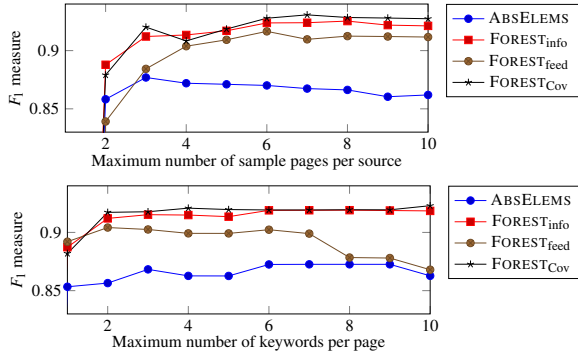 0.9
0.85
F1 measure
2 4 6 8 10
Maximum number of sample pages per source
ABSELEMS
FORESTinfo
FORESTfeed
FORESTCov
0.9
0.85
F1 measure
2 4 6 8 10
Maximum number of keywords per page
ABSELEMS
FORESTinfo
FORESTfeed
FORESTCov